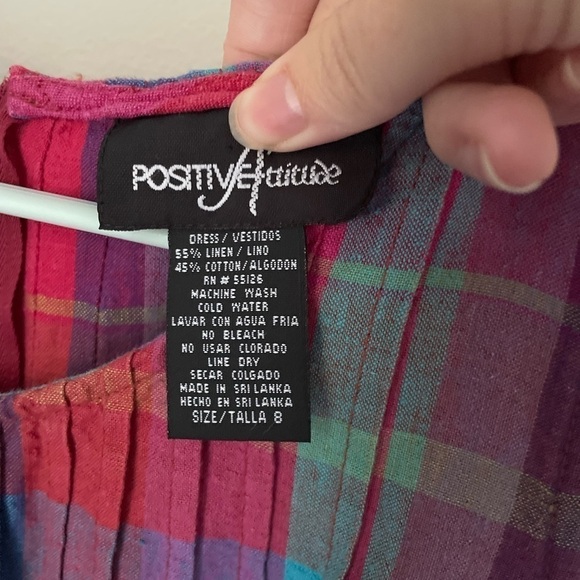 POSITIVE Attitude
DRESS/VESTIDOS
55% LINEN/LINO
45% COTTON/ALGODON
RN# 55126
MACHINE WASH
COLD WATER
LAVAR CON AGUA FRIA
NO BLEACH
NO USAR CLORADO
LINE DRY
SECAR COLGADO
MADE IN SRI LANKA
HECHO EN SRI LANKA
SIZE/TALLA 8